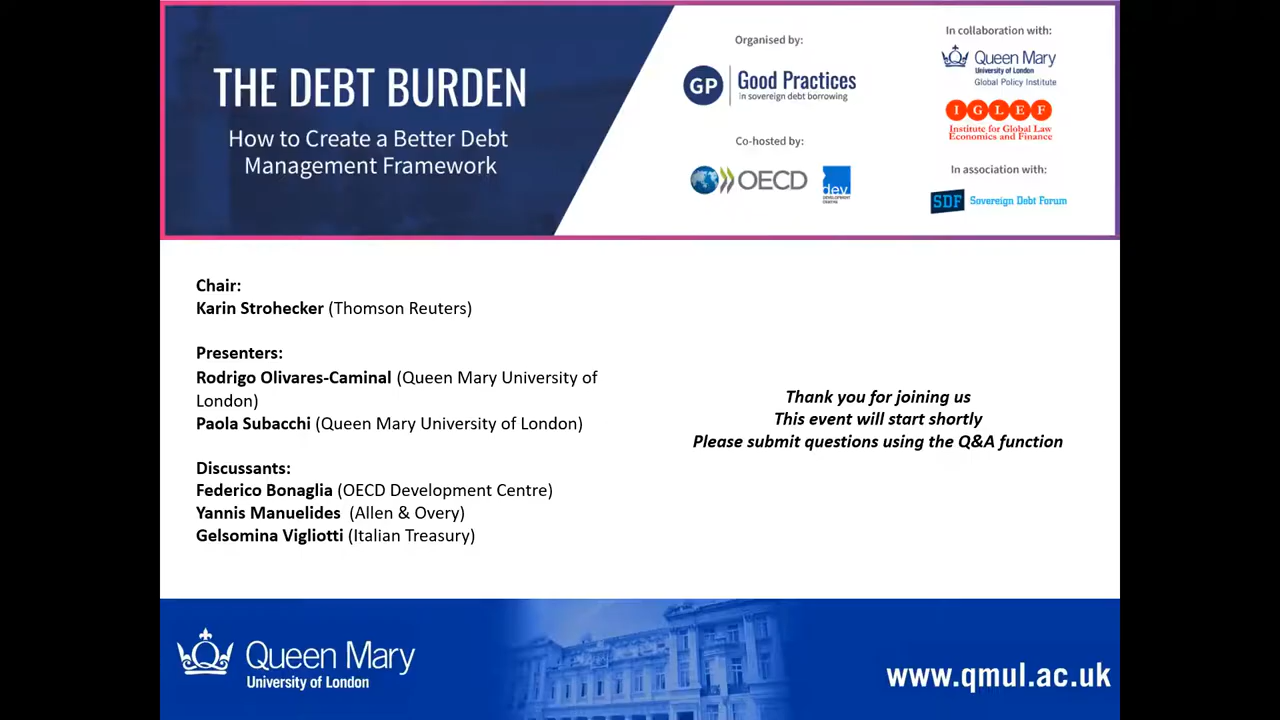 THE DEBT BURDEN
How to Create a Better Debt
Management Framework
Organised by:
GP Good Practices
in sovereign debt borrowing
Co-hosted by:
OECD
dev
DEVELOPMENT
CENTRE
In collaboration with:
Queen Mary
University of London
Global Policy Institute
IGLEF
Institute for Global Law
Economics and Finance
In association with:
SDF Sovereign Debt Forum
Chair:
Karin Strohecker (Thomson Reuters)
Presenters:
Rodrigo Olivares-Caminal (Queen Mary University of
London)
Paola Subacchi (Queen Mary University of London)
Discussants:
Federico Bonaglia (OECD Development Centre)
Yannis Manuelides (Allen & Overy)
Gelsomina Vigliotti (Italian Treasury)
Thank you for joining us
This event will start shortly
Please submit questions using the Q&A function
Queen Mary
University of London
www.qmul.ac.uk